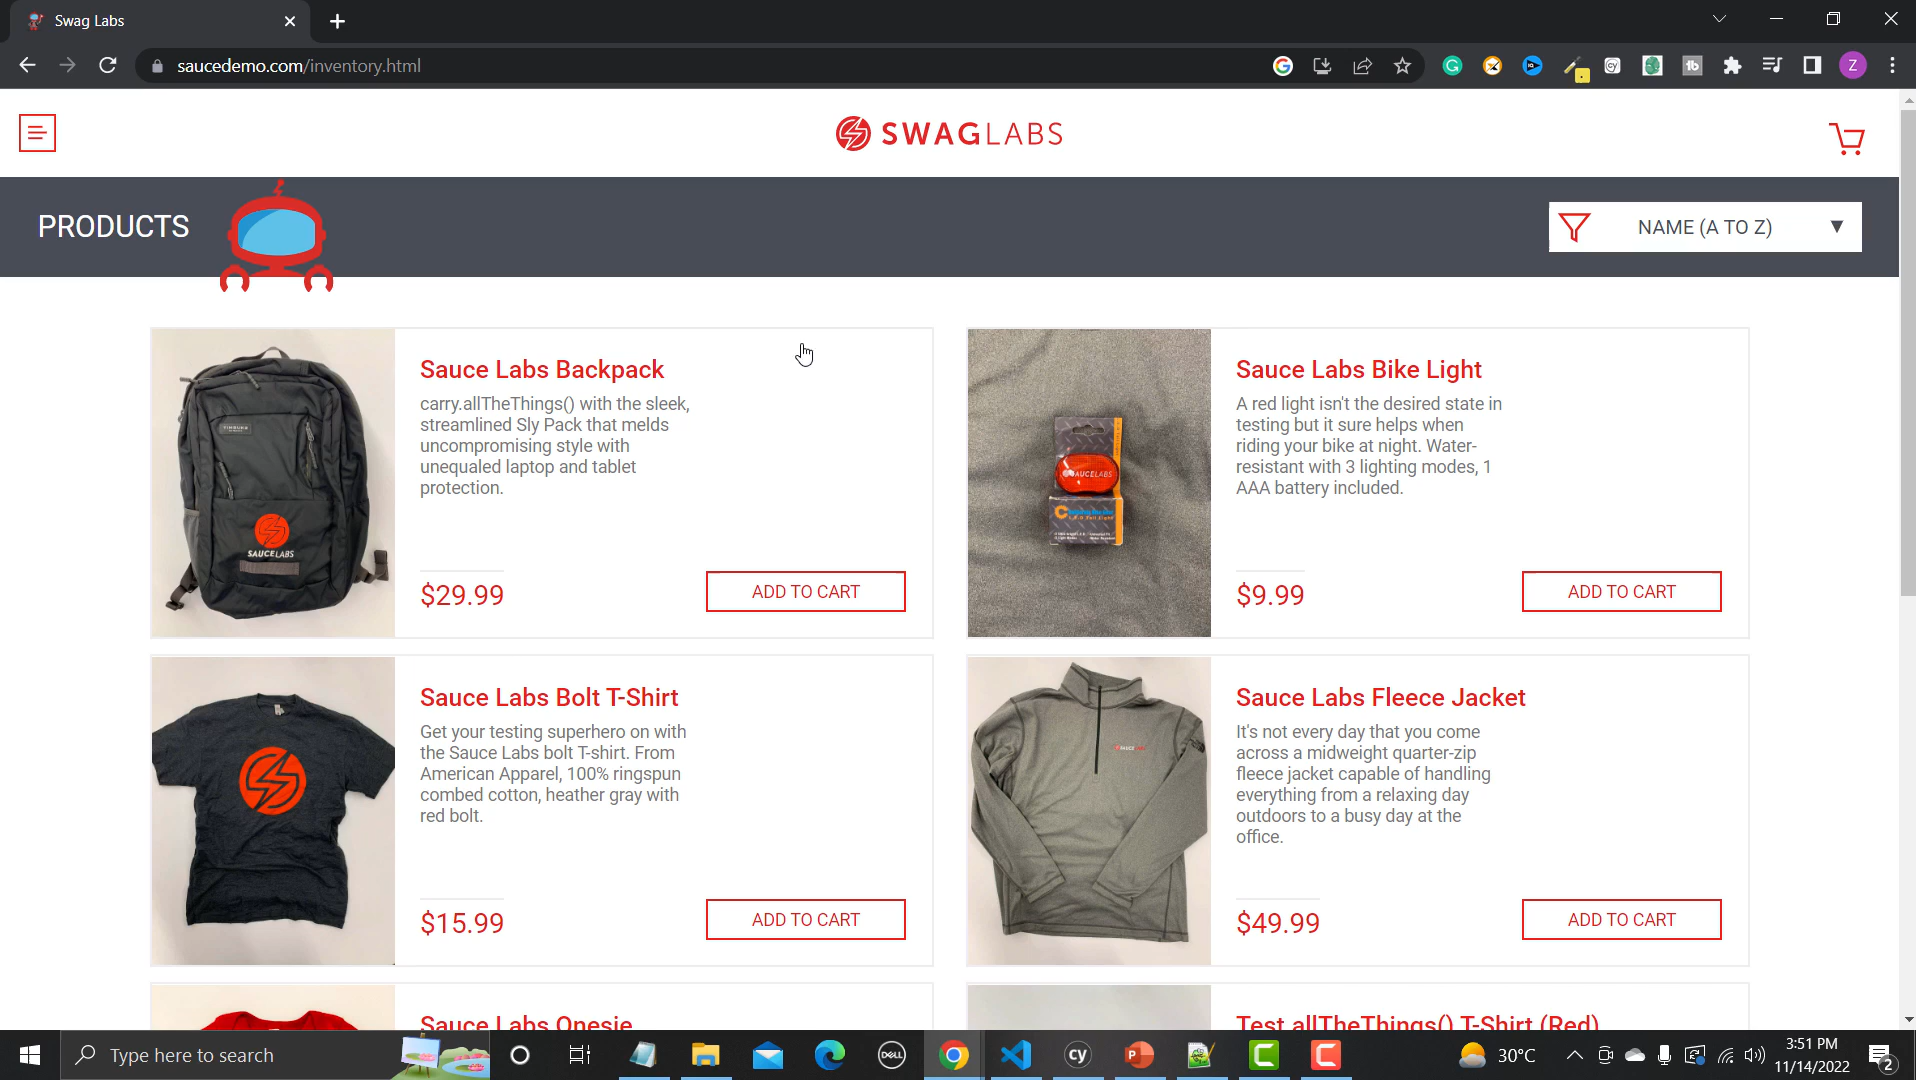 Swag Labs
saucedemo.com/inventory.html
Z
SWAGLABS
PRODUCTS
NAME (A TO Z)
Sauce Labs Backpack
carry.allTheThings() with the sleek,
streamlined Sly Pack that melds
uncompromising style with
unequaled laptop and tablet
protection.
$29.99
ADD TO CART
SAUCELABS
Sauce Labs Bike Light
A red light isn't the desired state in
testing but it sure helps when
riding your bike at night. Water-
resistant with 3 lighting modes, 1
AAA battery included.
$9.99
ADD TO CART
SAUCELABS
Sauce Labs Bolt T-Shirt
Get your testing superhero on with
the Sauce Labs bolt T-shirt. From
American Apparel, 100% ringspun
combed cotton, heather gray with
red bolt.
$15.99
ADD TO CART
Sauce Labs Fleece Jacket
It's not every day that you come
across a midweight quarter-zip
fleece jacket capable of handling
everything from a relaxing day
outdoors to a busy day at the
office.
$49.99
ADD TO CART
Sauce Labs Onesie
Test.allTheThings() T-Shirt (Red)
Type here to search
DELL
cy
30°C
3:51 PM
11/14/2022
2